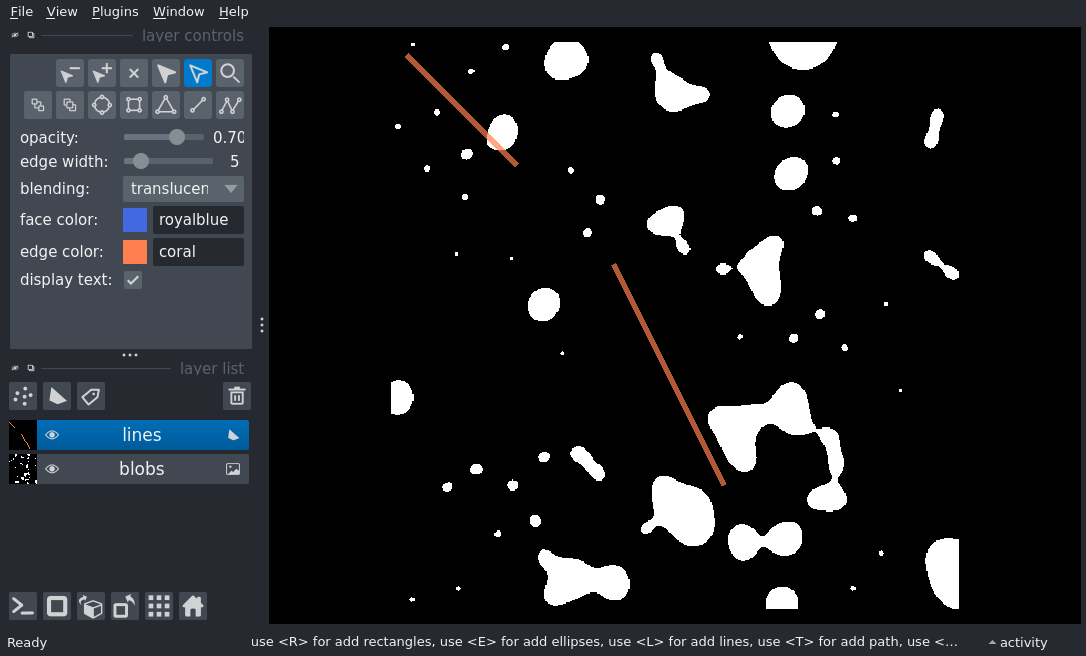 File View Plugins Window Help
layer controls
opacity: 0.70
edge width: 5
blending: translucen
face color: royalblue
edge color: coral
display text:
layer list
lines
blobs
Ready use <R> for add rectangles, use <E> for add ellipses, use <L> for add lines, use <T> for add path, use <... activity